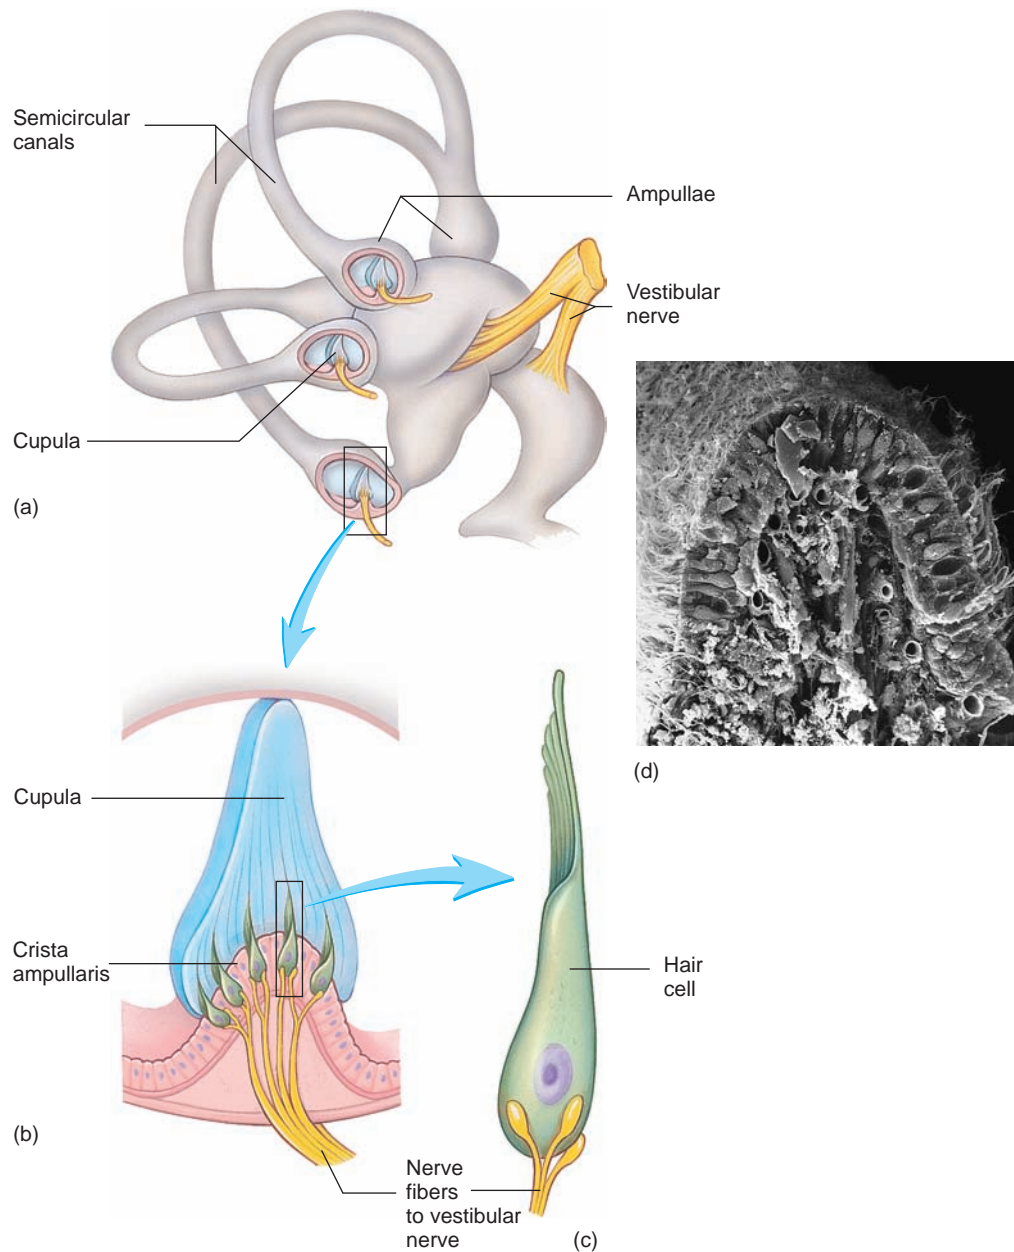 Semicircular
canals
Ampullae
Vestibular
nerve
Cupula
(a)
(d)
Cupula
Crista
ampullaris
Hair
cell
(b)
Nerve
fibers
to vestibular
nerve
(c)